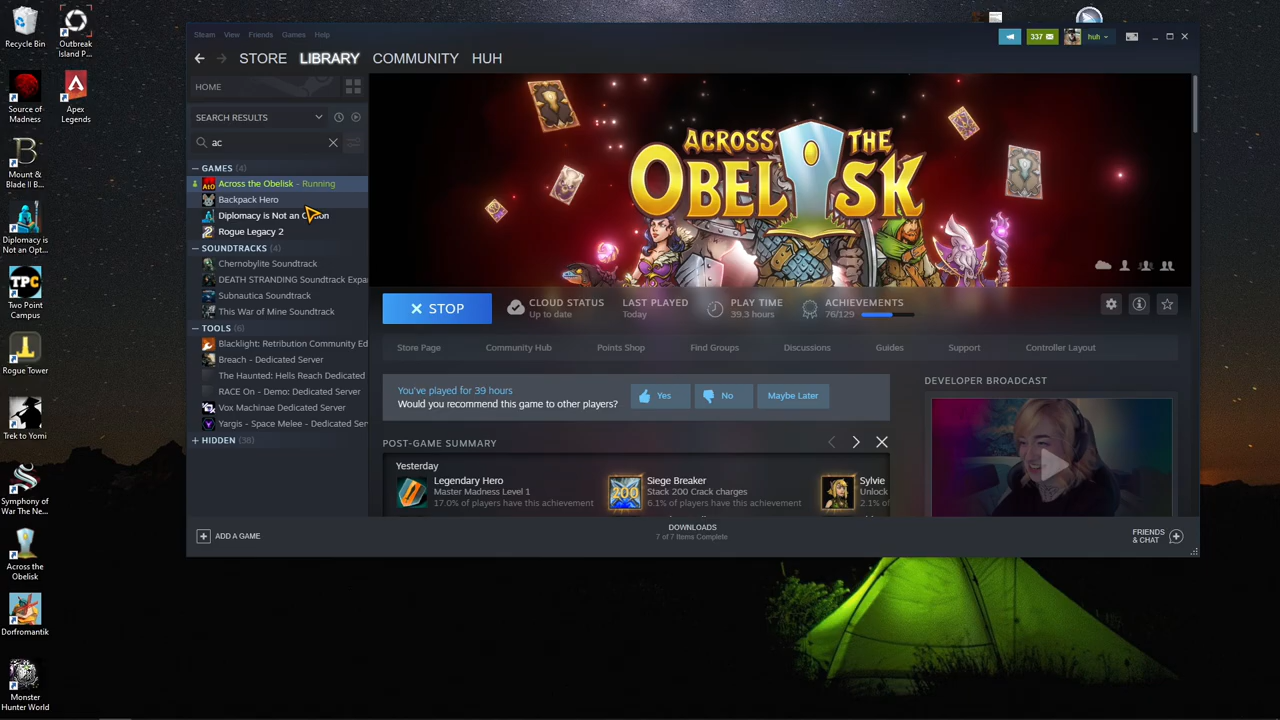 Recycle Bin
Outbreak
Island P...
Source of
Madness
Apex
Legends
Mount &
Blade II B...
Diplomacy is
Not an Opt...
Two Point
Campus
Rogue Tower
Trek to Yomi
Symphony of
War The Ne...
Across the
Obelisk
Dorfromantik
Monster
Hunter World
Steam View Friends Games Help
337
huh
STORE LIBRARY COMMUNITY HUH
HOME
SEARCH RESULTS
ac
GAMES (4)
Across the Obelisk - Running
Backpack Hero
Diplomacy is Not an Option
Rogue Legacy 2
SOUNDTRACKS (4)
Chernobylite Soundtrack
DEATH STRANDING Soundtrack Expa
Subnautica Soundtrack
This War of Mine Soundtrack
TOOLS (6)
Blacklight: Retribution Community Ed
Breach - Dedicated Server
The Haunted: Hells Reach Dedicated
RACE On - Demo: Dedicated Server
Vox Machinae Dedicated Server
Yargis - Space Melee - Dedicated Ser
HIDDEN (38)
ADD A GAME
ACROSS THE
OBELISK
STOP
CLOUD STATUS
Up to date
LAST PLAYED
Today
PLAY TIME
39.3 hours
ACHIEVEMENTS
76/129
Store Page Community Hub Points Shop Find Groups Discussions Guides Support Controller Layout
You've played for 39 hours
Would you recommend this game to other players?
Yes
No
Maybe Later
DEVELOPER BROADCAST
POST-GAME SUMMARY
Yesterday
Legendary Hero
Master Madness Level 1
17.0% of players have this achievement
200
Siege Breaker
Stack 200 Crack charges
6.1% of players have this achievement
Sylvie
Unlock
2.1% of
DOWNLOADS
7 of 7 Items Complete
FRIENDS
& CHAT